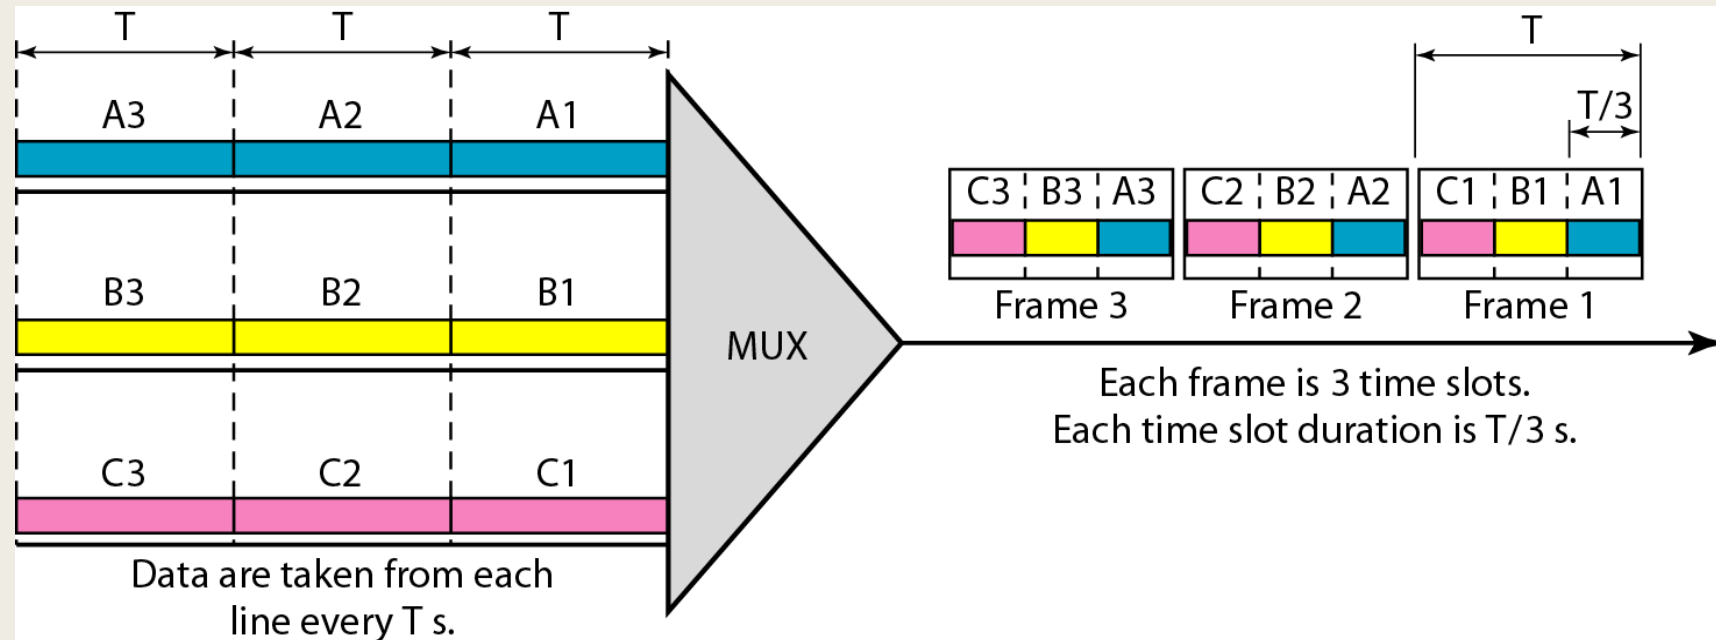 T T T
A3 A2 A1
B3 B2 B1
C3 C2 C1
Data are taken from each
line every T s.
MUX
T
T/3
C3 B3 A3 C2 B2 A2 C1 B1 A1
Frame 3 Frame 2 Frame 1
Each frame is 3 time slots.
Each time slot duration is T/3 s.